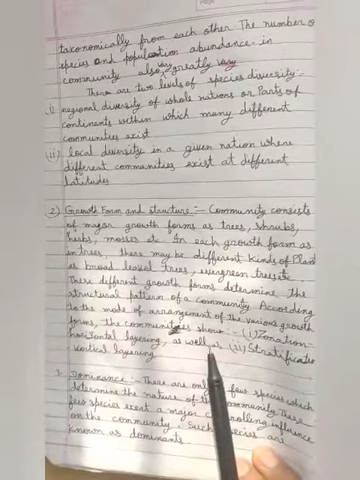 taxonomically from each other. The number of
species and population abundance in
community also vary greatly
There are two levels of species diversity:-
i) regional diversity of whole nations or Parts of
continents within which many different
communities exist
(ii) local diversity in a given nation where
different communities exist at different
latitudes
2) Growth Form and structure:- Community consists
of major growth forms as trees, shrubs,
herbs, mosses etc. In each growth form as
in trees, there may be different kinds of Plant
as broad leaved trees, evergreen trees etc
These different growth forms determine the
structural pattern of a community. According
to the mode of arrangement of the various growth
forms, the communities show:- (i) Zonation-
horizontal layering, as well as (ii) Stratification
vertical layering
Dominance:- There are only few species which
determine the nature of the community. These
few species exert a major controlling influence
on the community. Such species are
known as dominants